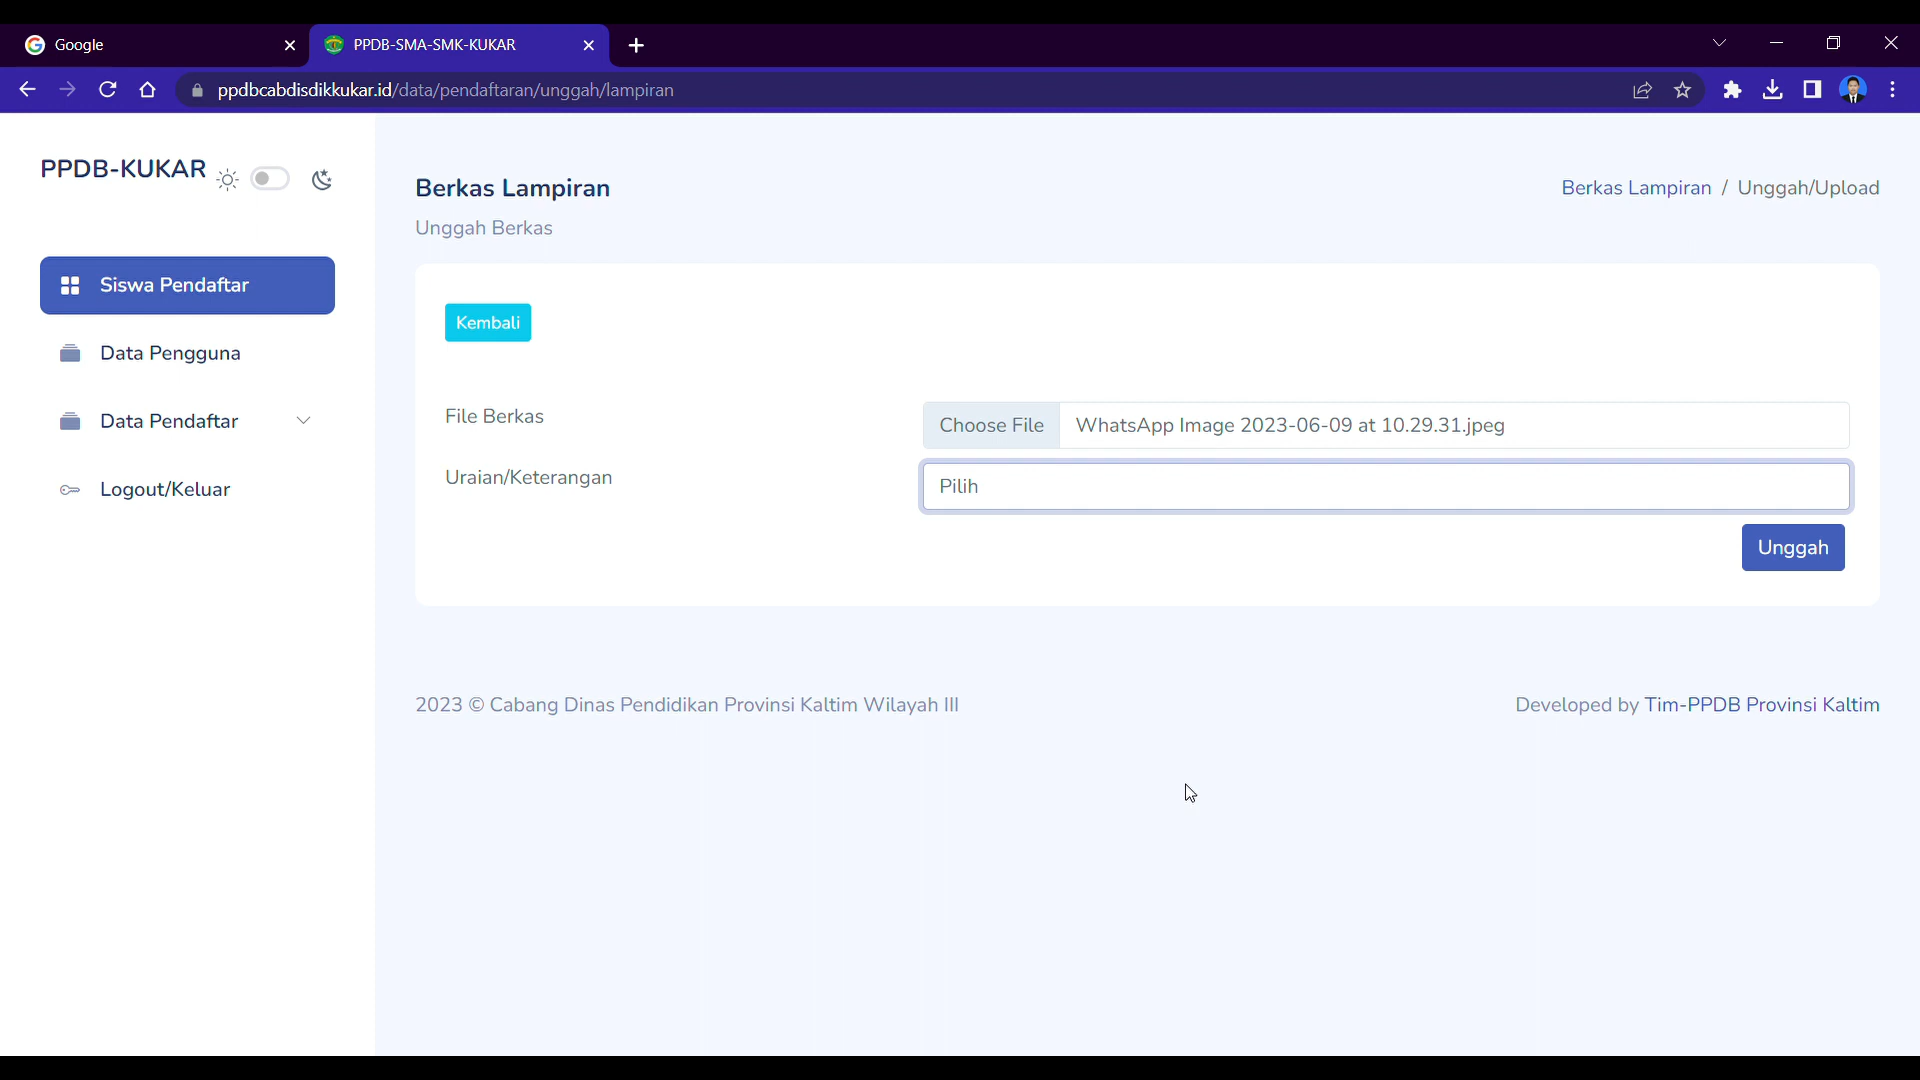 Google
PPDB-SMA-SMK-KUKAR
ppdbcabdisdikkukar.id/data/pendaftaran/unggah/lampiran
PPDB-KUKAR
Siswa Pendaftar
Data Pengguna
Data Pendaftar
Logout/Keluar
Berkas Lampiran
Unggah Berkas
Berkas Lampiran / Unggah/Upload
Kembali
File Berkas
Choose File WhatsApp Image 2023-06-09 at 10.29.31.jpeg
Uraian/Keterangan
Pilih
Unggah
2023 © Cabang Dinas Pendidikan Provinsi Kaltim Wilayah III
Developed by Tim-PPDB Provinsi Kaltim